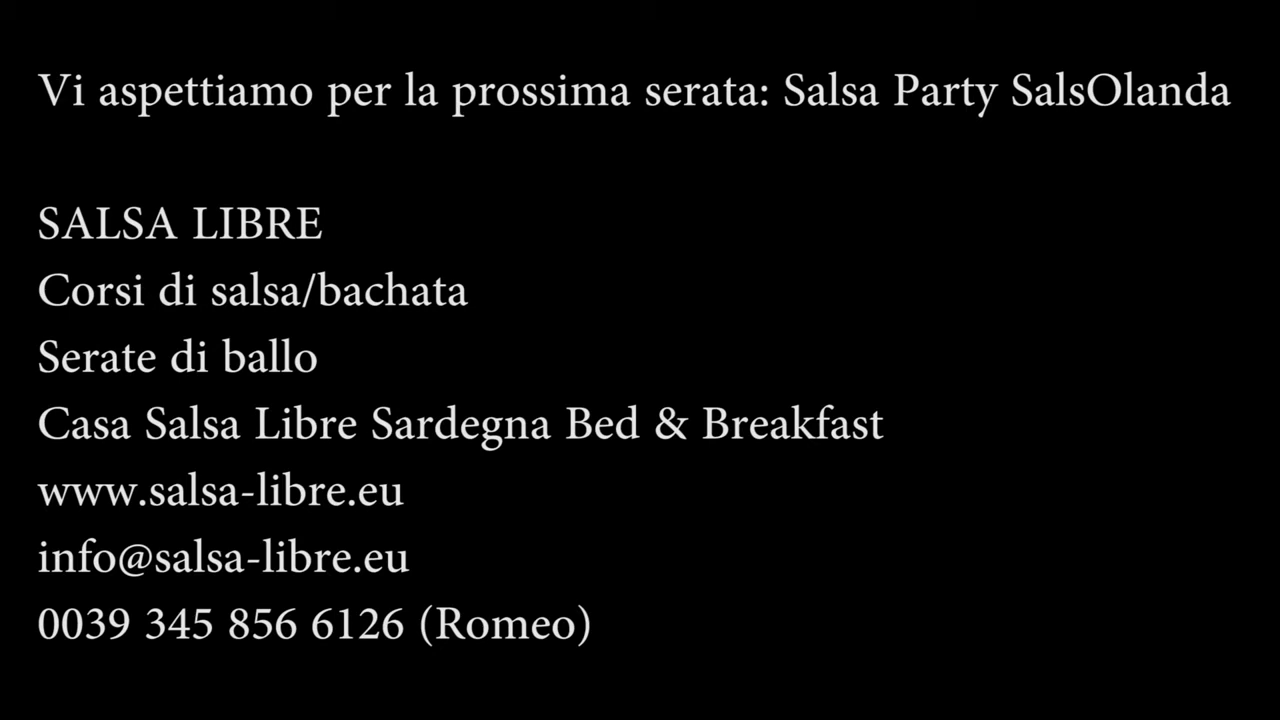 Vi aspettiamo per la prossima serata: Salsa Party SalsOlanda
SALSA LIBRE
Corsi di salsa/bachata
Serate di ballo
Casa Salsa Libre Sardegna Bed & Breakfast
www.salsa-libre.eu
info@salsa-libre.eu
0039 345 856 6126 (Romeo)